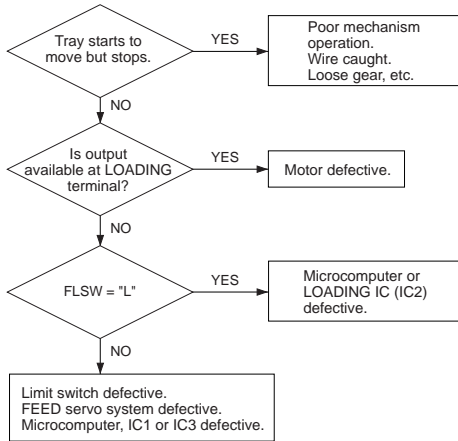 Tray starts to
move but stops.
YES
Poor mechanism
operation.
Wire caught.
Loose gear, etc.
NO
Is output
available at LOADING
terminal?
YES
Motor defective.
NO
FLSW = "L"
YES
Microcomputer or
LOADING IC (IC2)
defective.
NO
Limit switch defective.
FEED servo system defective.
Microcomputer, IC1 or IC3 defective.